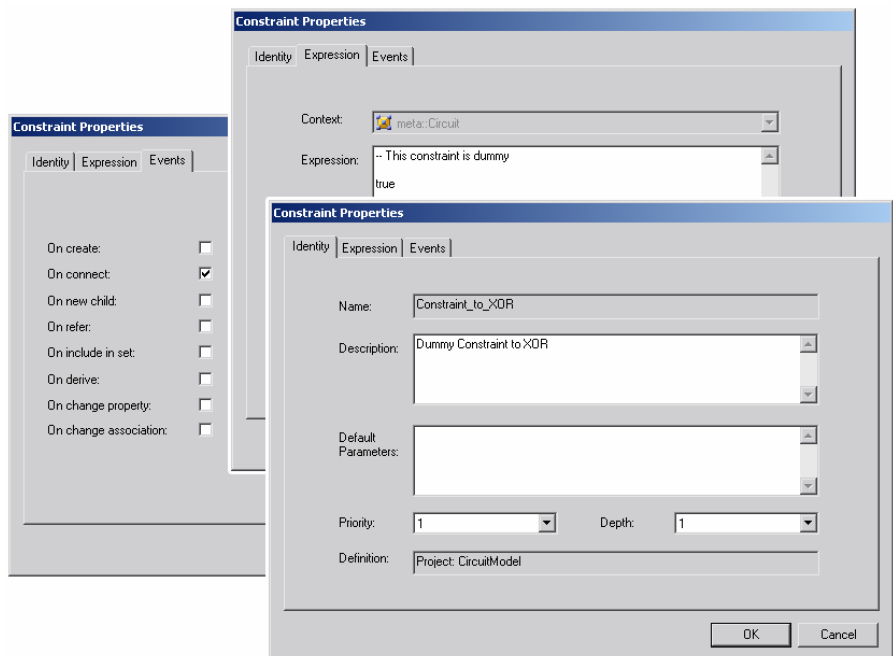 Constraint Properties
Identity Expression Events
Context: meta::Circuit
Expression: -- This constraint is dummy
true
Constraint Properties
Identity Expression Events
On create:
On connect:
On new child:
On refer:
On include in set:
On derive:
On change property:
On change association:
Constraint Properties
Identity Expression Events
Name: Constraint_to_XOR
Description: Dummy Constraint to XOR
Default
Parameters:
Priority: 1 Depth: 1
Definition: Project: CircuitModel
OK Cancel